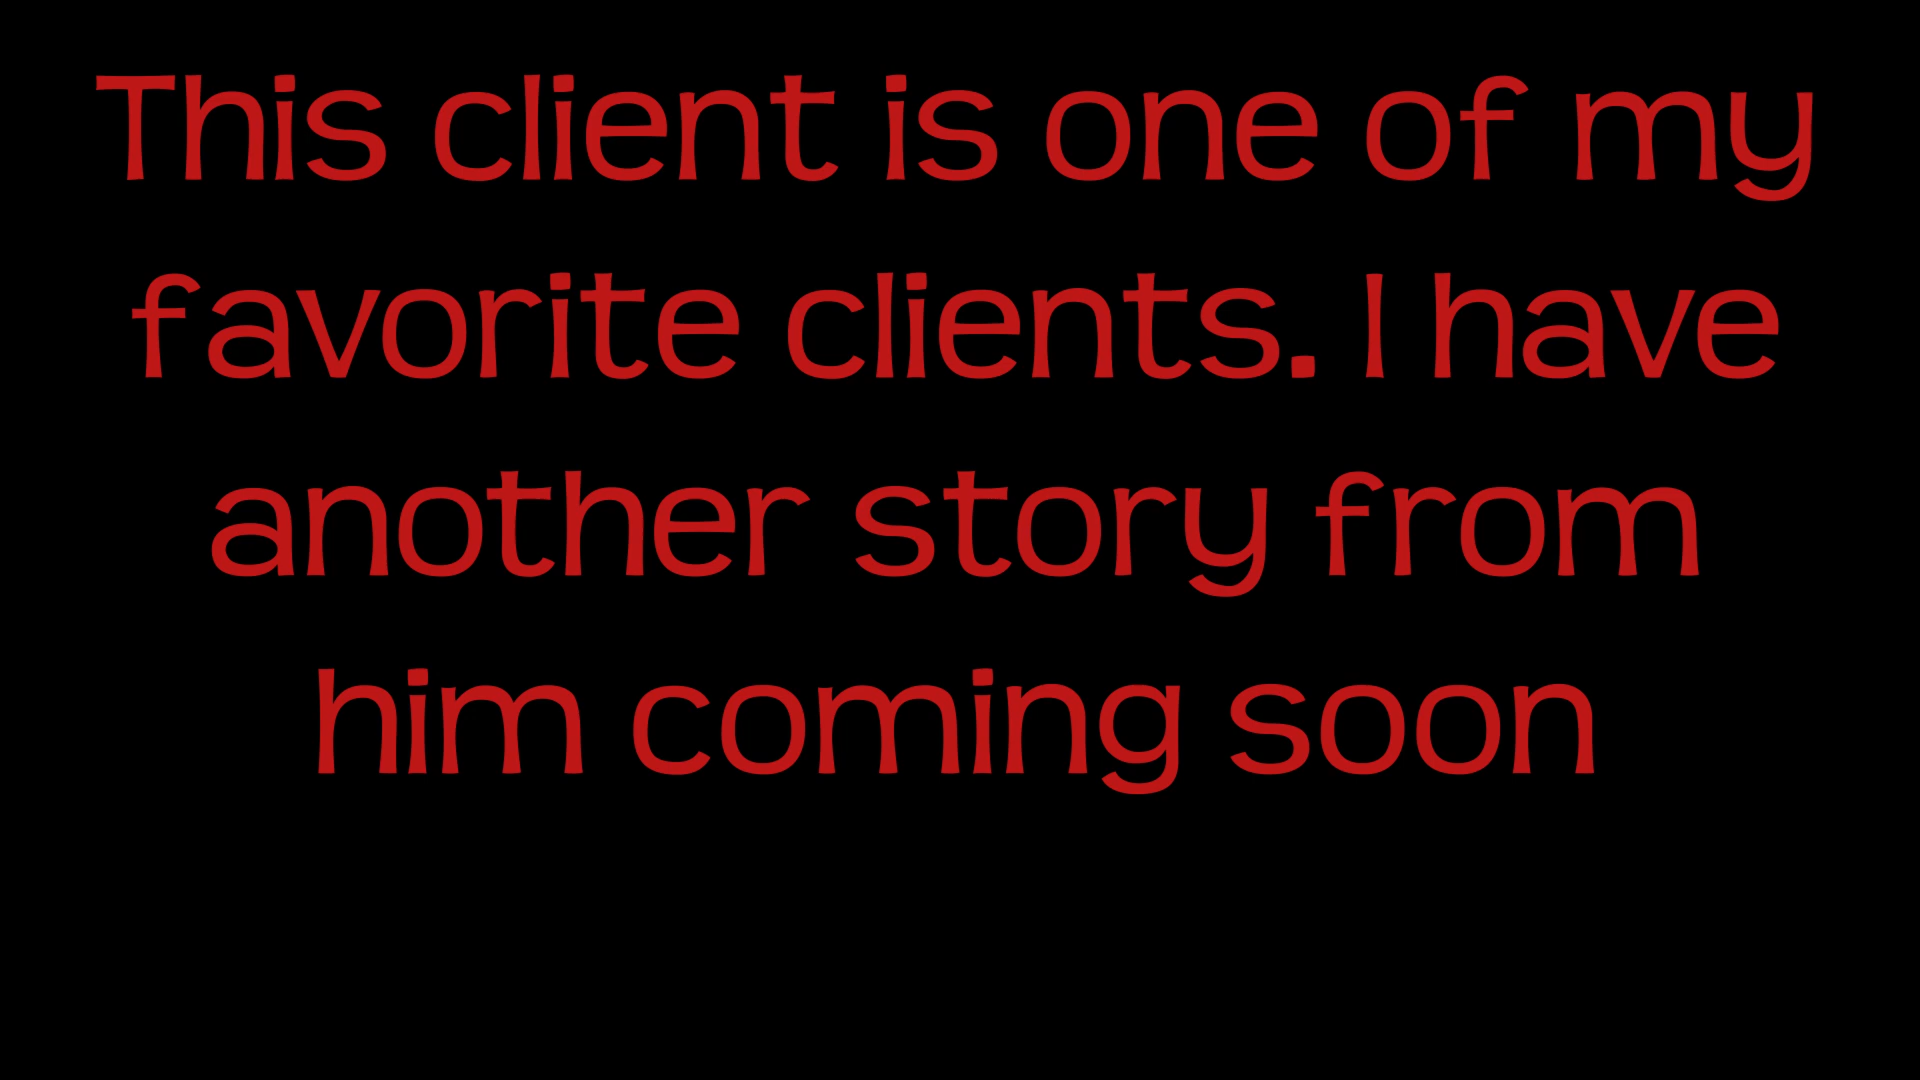 This client is one of my
favorite clients. I have
another story from
him coming soon